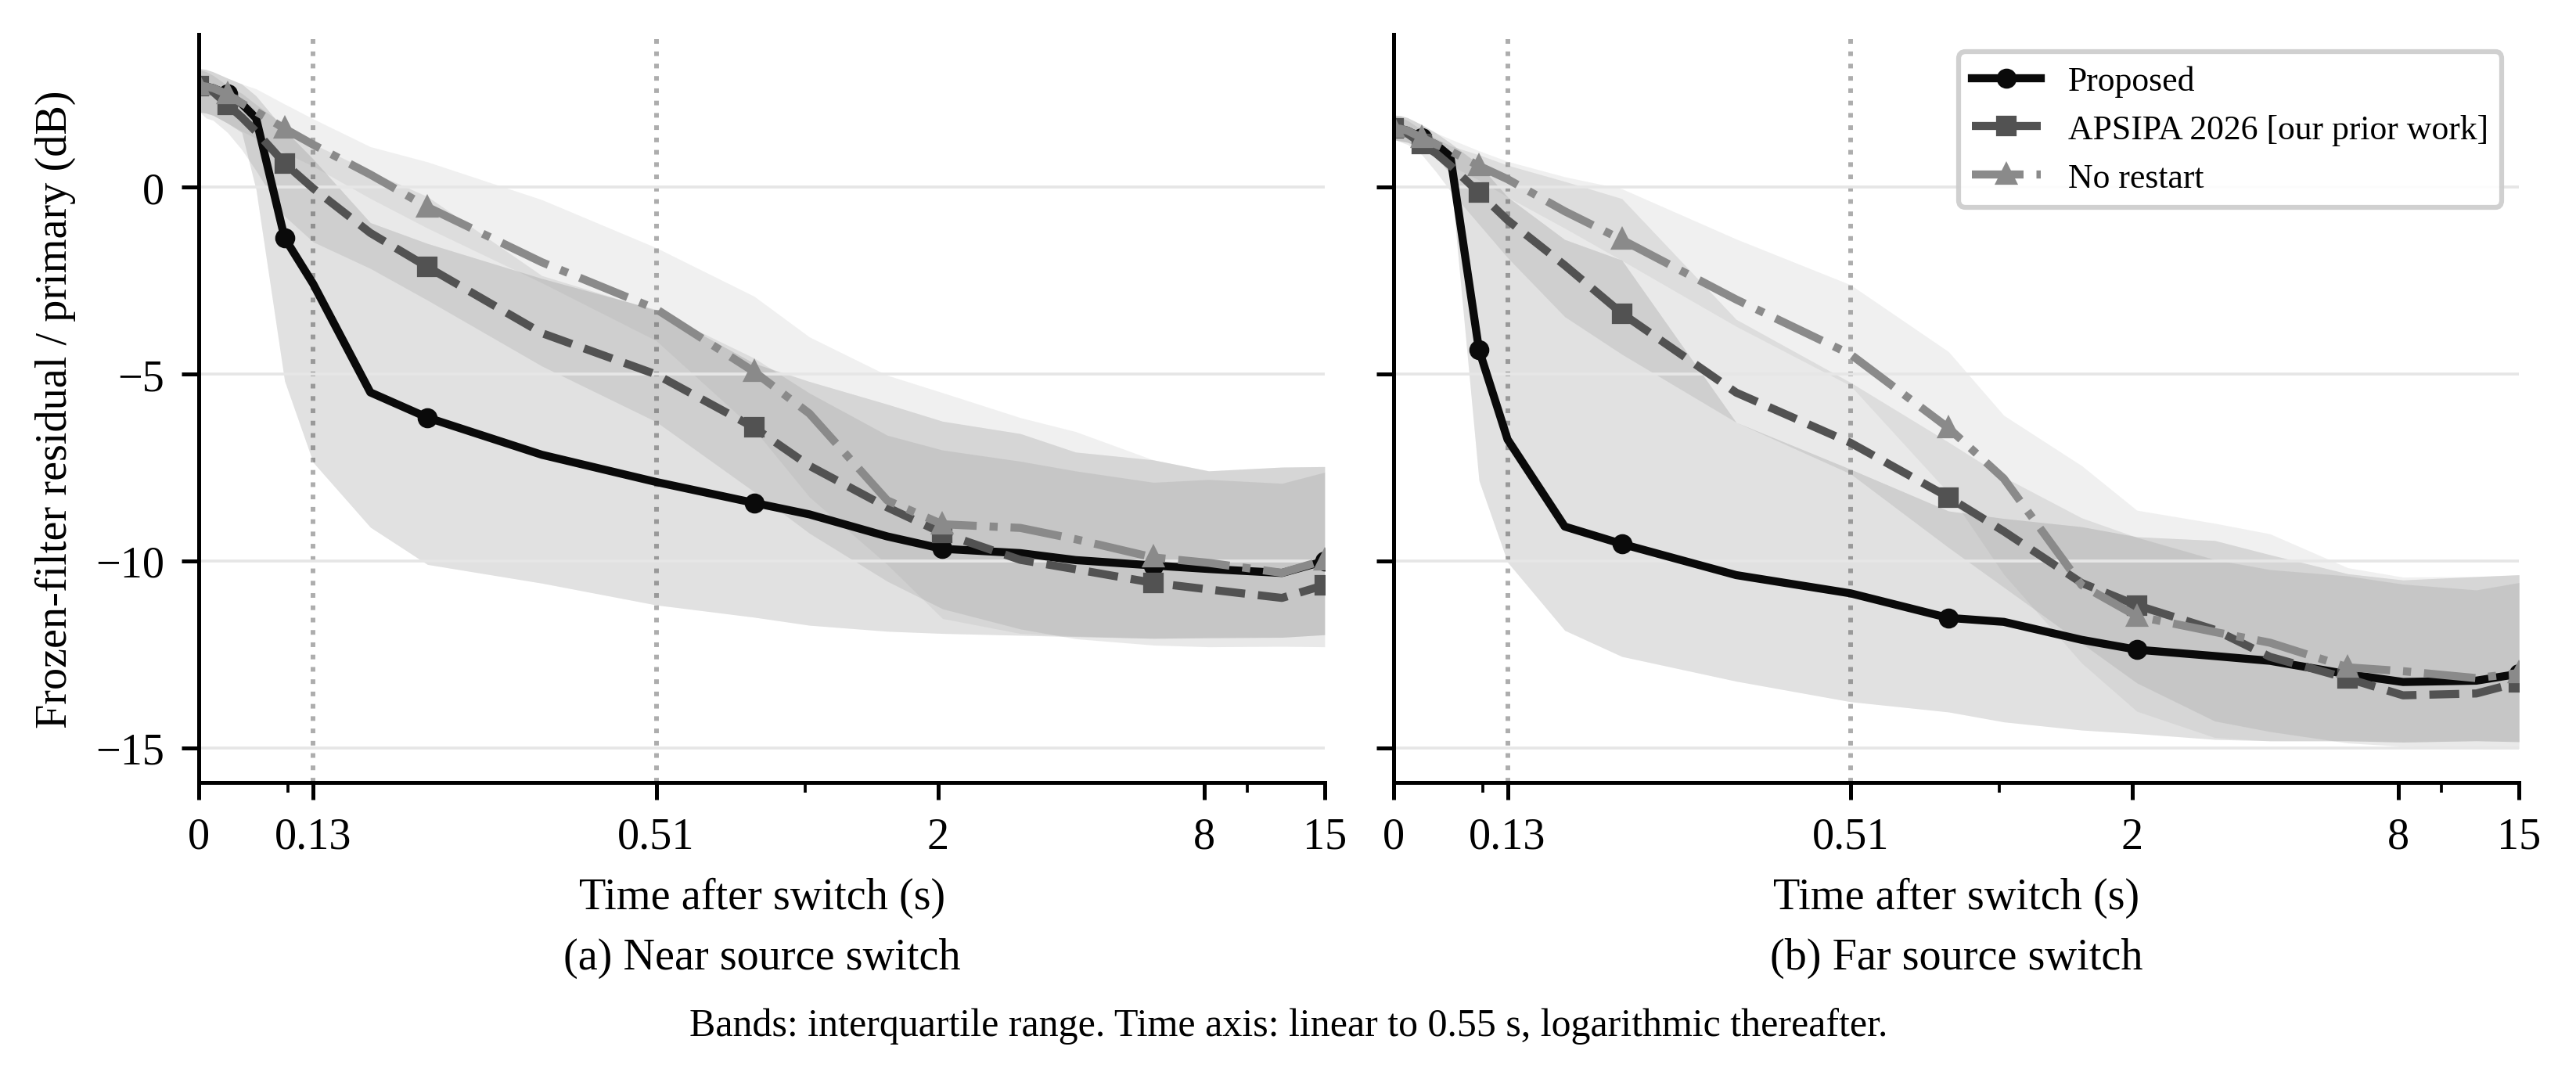 Frozen-filter residual / primary (dB)
0
−5
−10
−15
0 0.13 0.51 2 8 15
Time after switch (s)
(a) Near source switch
Proposed
APSIPA 2026 [our prior work]
No restart
0 0.13 0.51 2 8 15
Time after switch (s)
(b) Far source switch
Bands: interquartile range. Time axis: linear to 0.55 s, logarithmic thereafter.